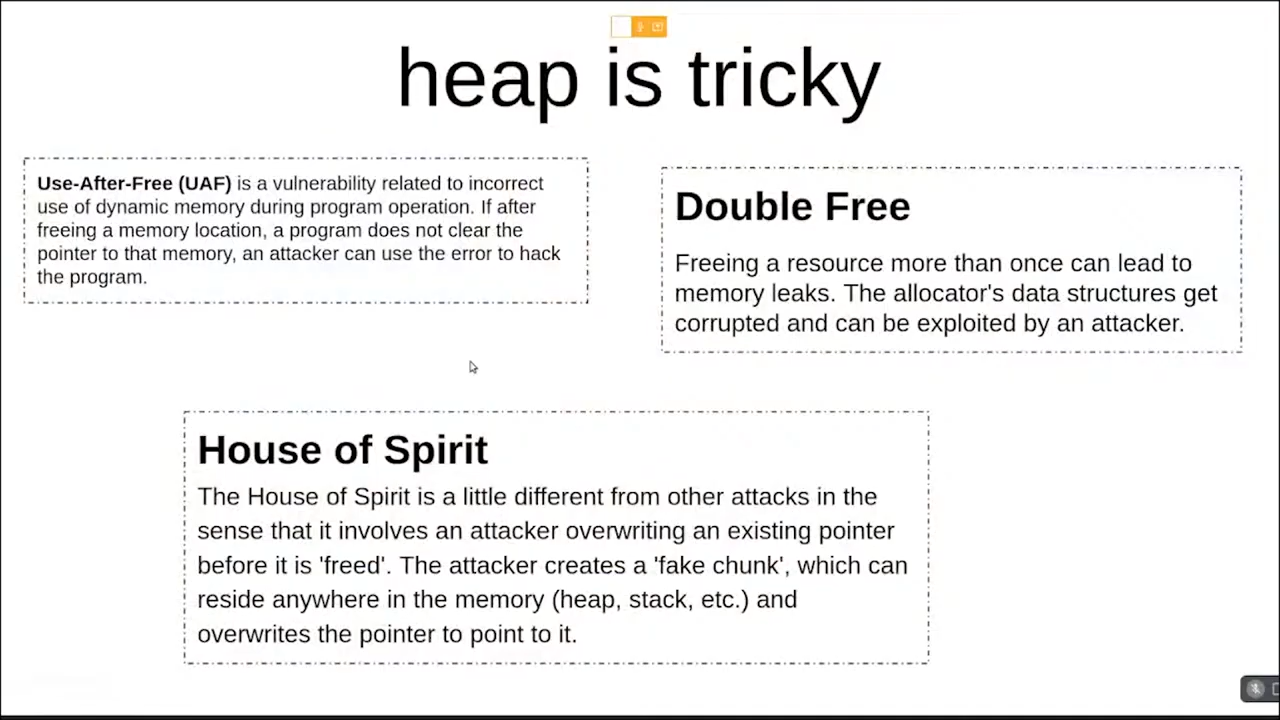 heap is tricky
Use-After-Free (UAF) is a vulnerability related to incorrect
use of dynamic memory during program operation. If after
freeing a memory location, a program does not clear the
pointer to that memory, an attacker can use the error to hack
the program.
Double Free
Freeing a resource more than once can lead to
memory leaks. The allocator's data structures get
corrupted and can be exploited by an attacker.
House of Spirit
The House of Spirit is a little different from other attacks in the
sense that it involves an attacker overwriting an existing pointer
before it is 'freed'. The attacker creates a 'fake chunk', which can
reside anywhere in the memory (heap, stack, etc.) and
overwrites the pointer to point to it.